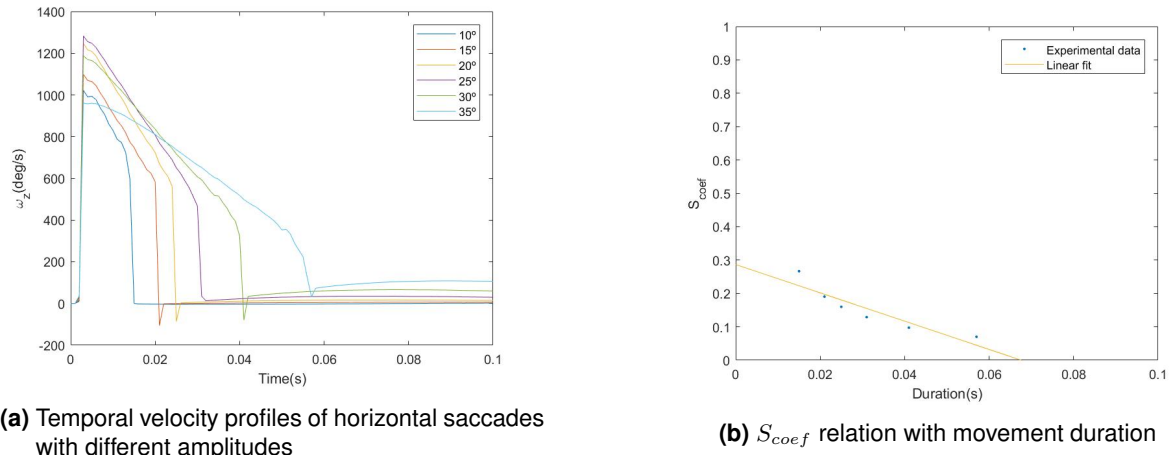 1400
1200
1000
800
600
400
200
0
-200
0
0.02
0.04
0.06
0.08
0.1
ω_z(deg/s)
Time(s)
10º
15º
20º
25º
30º
35º
(a) Temporal velocity profiles of horizontal saccades
with different amplitudes
1
0.9
0.8
0.7
0.6
0.5
0.4
0.3
0.2
0.1
0
0
0.02
0.04
0.06
0.08
0.1
S_coef
Duration(s)
Experimental data
Linear fit
(b) S_coef relation with movement duration